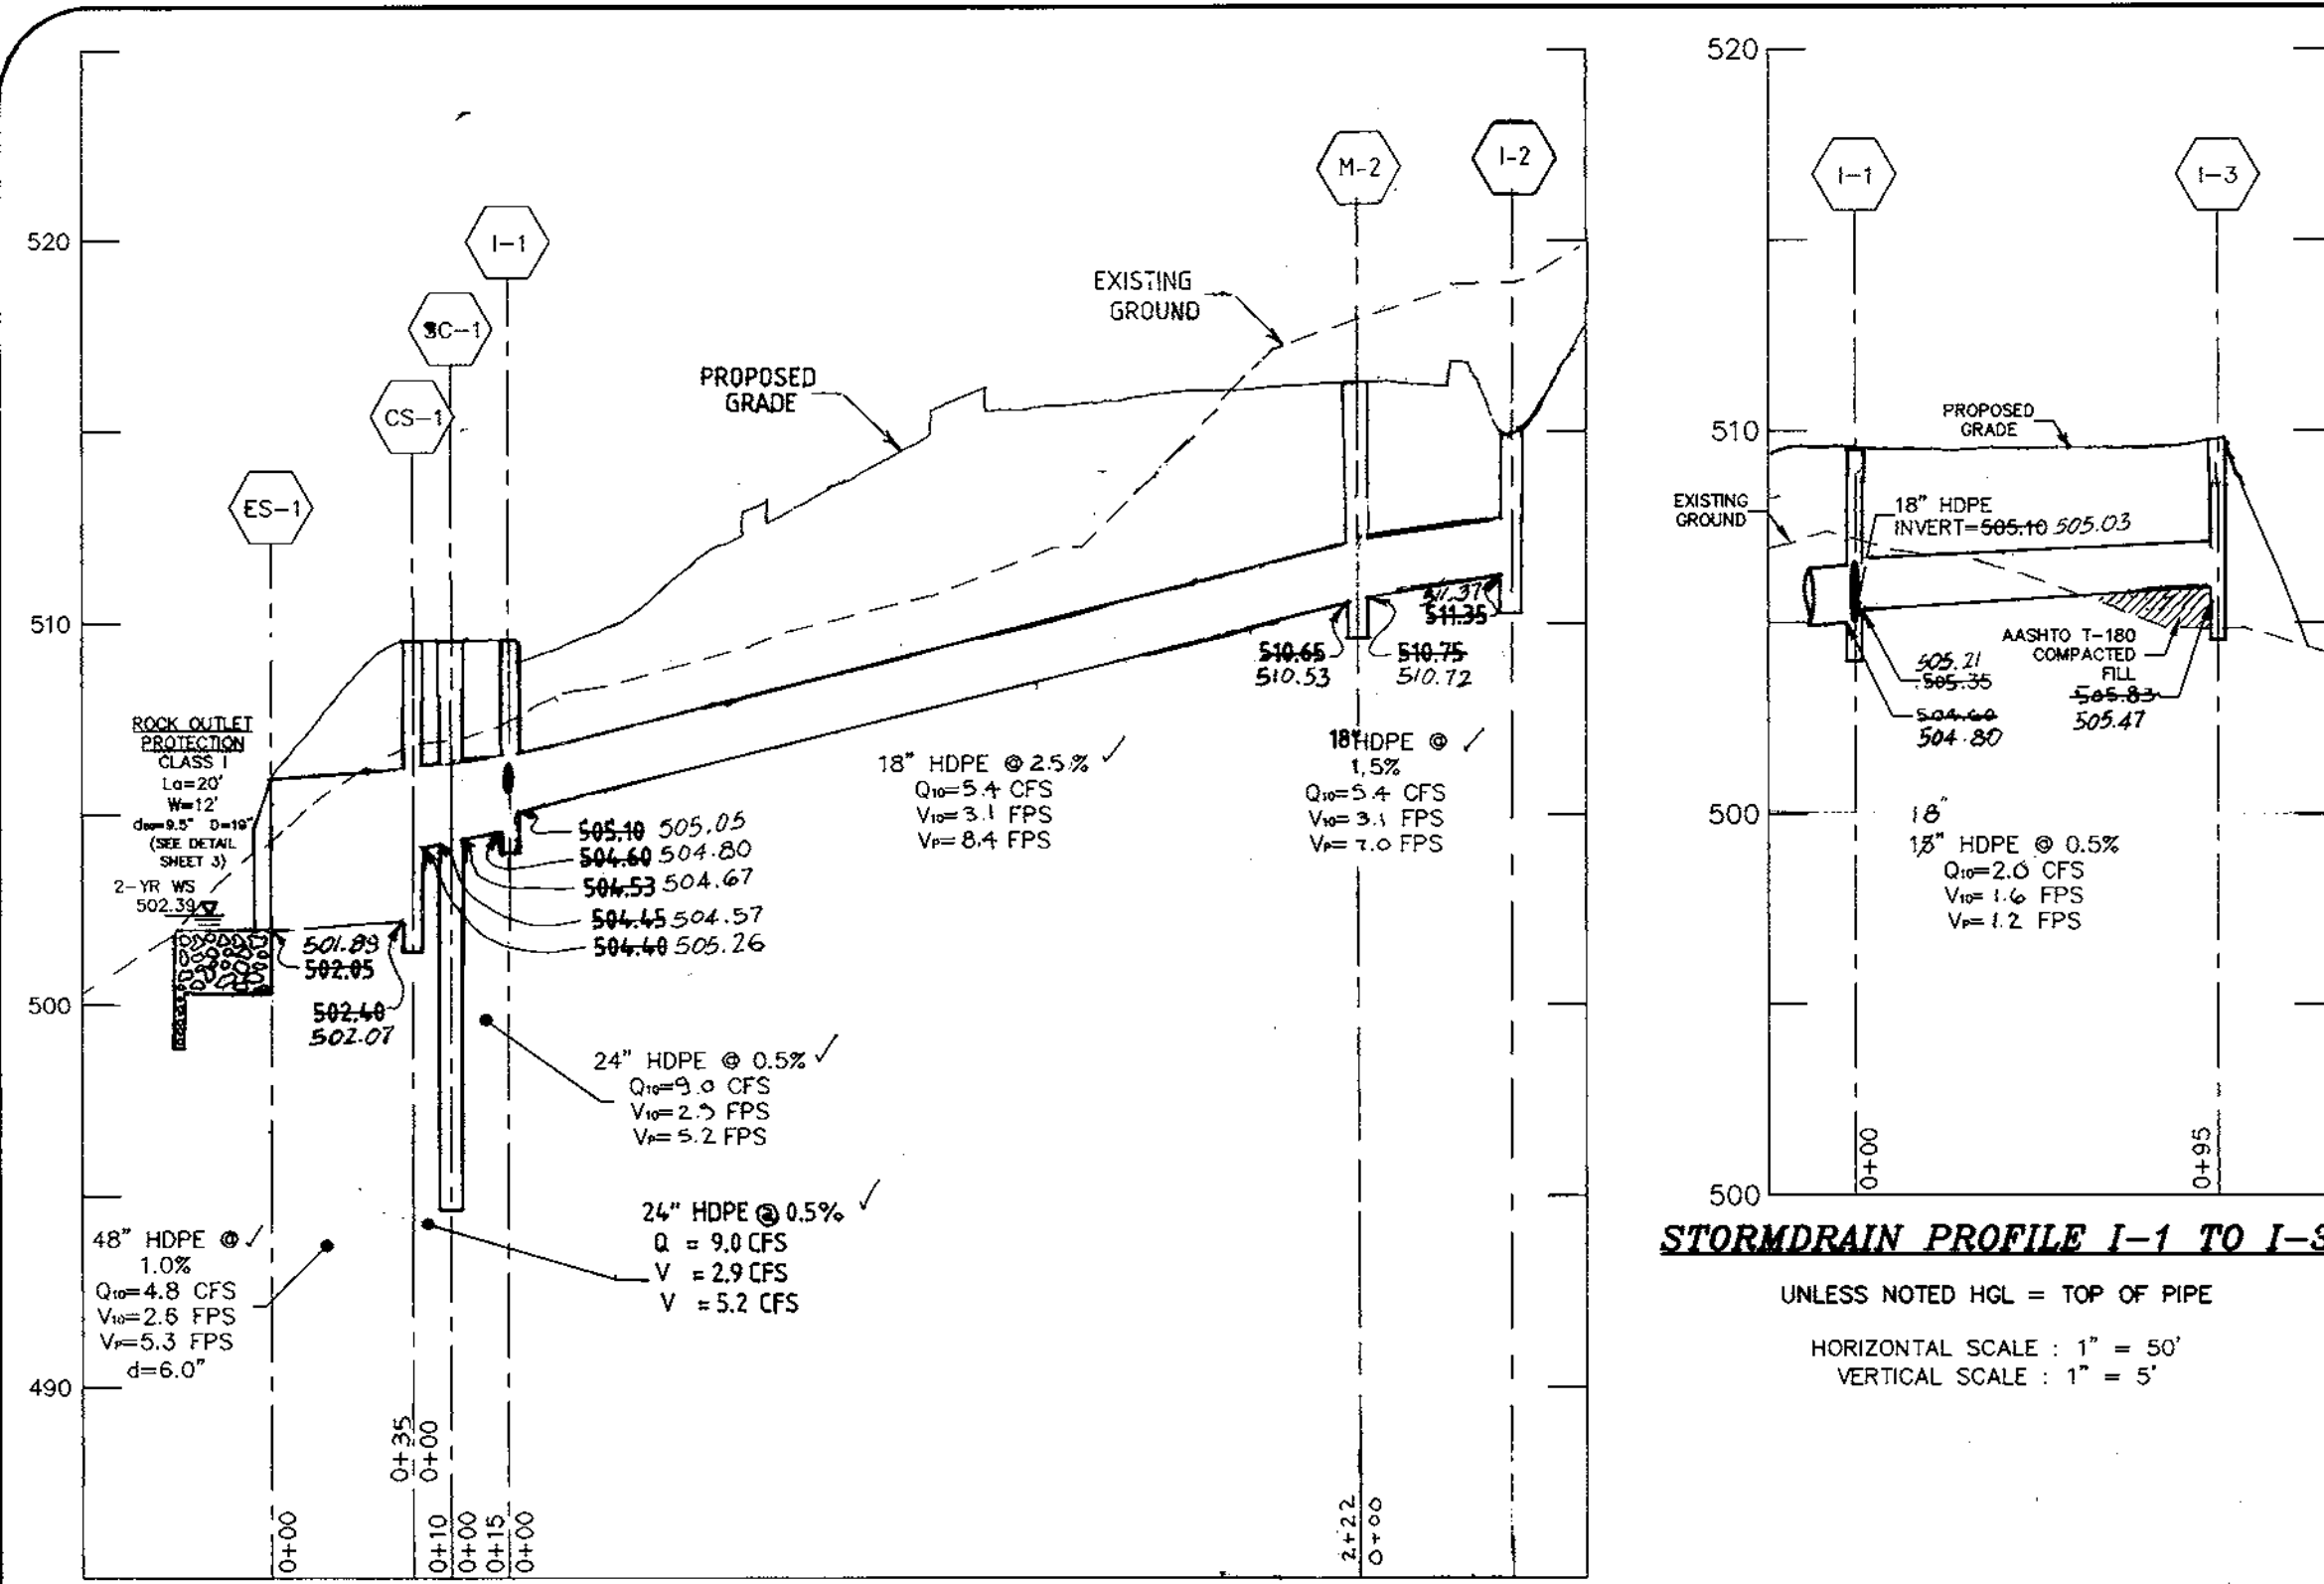 520
510
500
490
ES-1
CS-1
SC-1
I-1
M-2
I-2
EXISTING
GROUND
PROPOSED
GRADE
ROCK OUTLET
PROTECTION
CLASS I
La=20'
W=12'
d50=9.5" D=19"
(SEE DETAIL
SHEET 3)
2-YR WS
502.39
501.89
502.05
502.40
502.07
505.10 505.05
504.60 504.80
504.53 504.67
504.45 504.57
504.40 505.26
510.65
510.53
510.75
510.72
511.37
511.35
18" HDPE @ 2.5%
Q10=5.4 CFS
V10=3.1 FPS
VP=8.4 FPS
18" HDPE @
1.5%
Q10=5.4 CFS
V10=3.1 FPS
VP=7.0 FPS
24" HDPE @ 0.5%
Q10=9.0 CFS
V10=2.9 FPS
VP=5.2 FPS
24" HDPE @ 0.5%
Q = 9.0 CFS
V = 2.9 CFS
V = 5.2 CFS
48" HDPE @
1.0%
Q10=4.8 CFS
V10=2.6 FPS
VP=5.3 FPS
d=6.0"
0+00
0+35
0+00
0+10
0+00
0+15
0+00
2+22
0+00
520
510
500
500
I-1
I-3
PROPOSED
GRADE
EXISTING
GROUND
18" HDPE
INVERT=505.10 505.03
AASHTO T-180
COMPACTED
FILL
505.21
505.35
504.60
504.80
505.83
505.47
18"
15" HDPE @ 0.5%
Q10=2.0 CFS
V10=1.6 FPS
VP=1.2 FPS
0+00
0+95
STORMDRAIN PROFILE I-1 TO I-3
UNLESS NOTED HGL = TOP OF PIPE
HORIZONTAL SCALE : 1" = 50'
VERTICAL SCALE : 1" = 5'